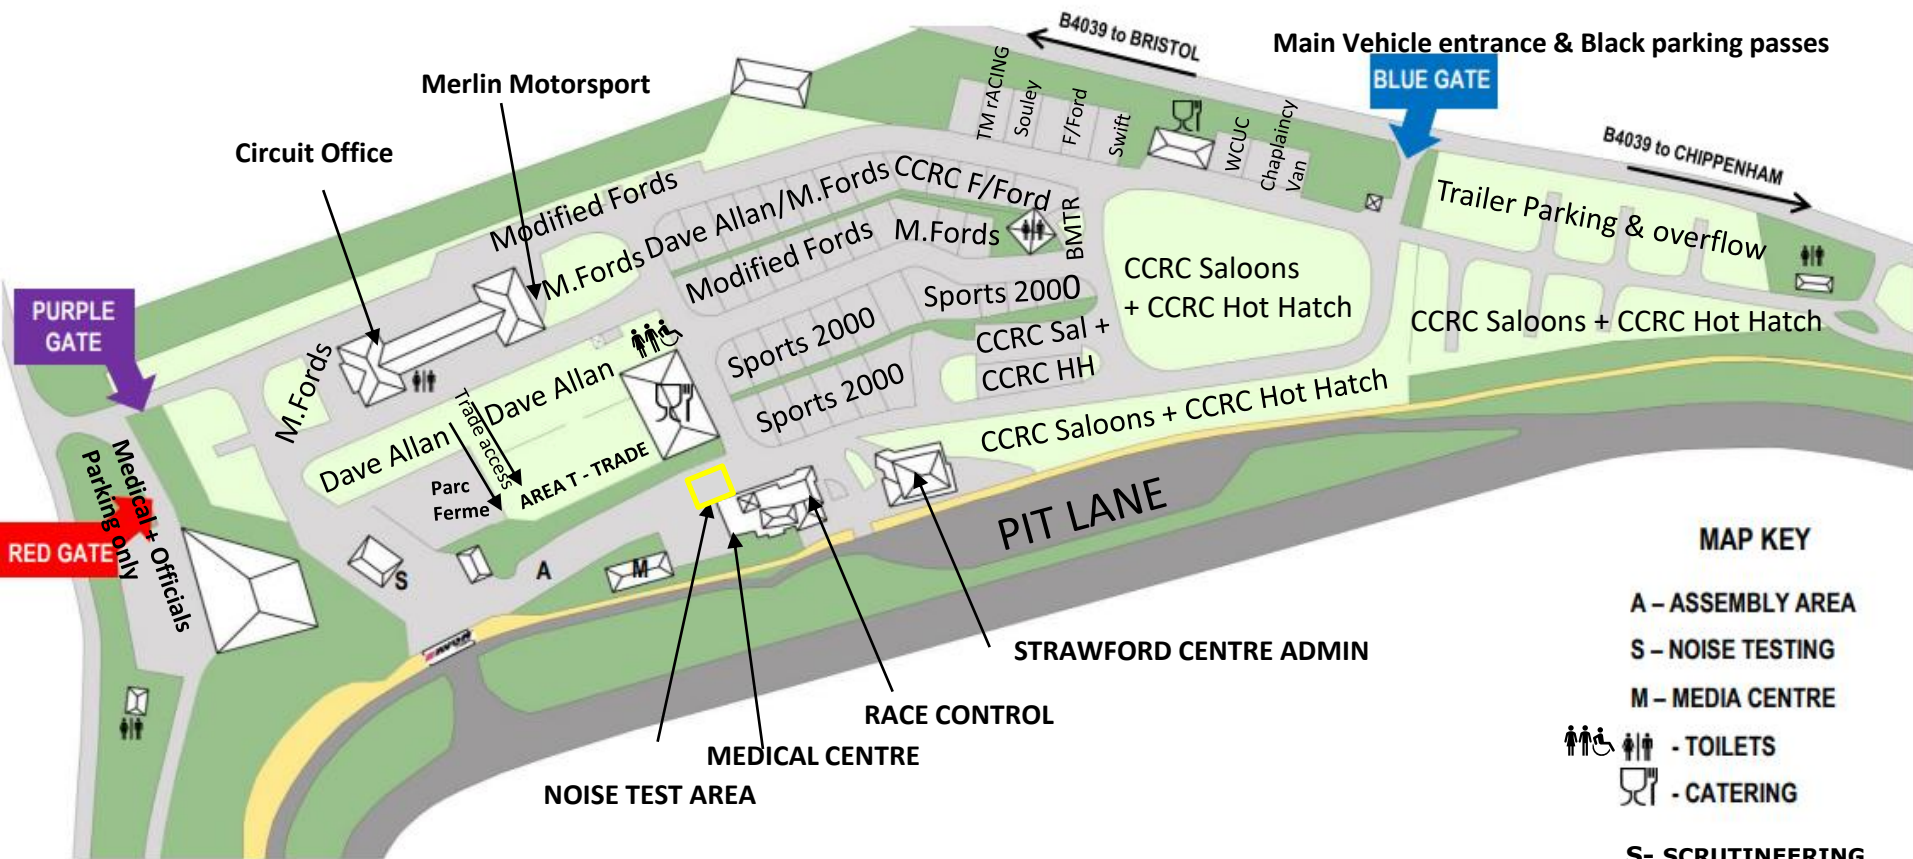 B4039 to BRISTOL
Main Vehicle entrance & Black parking passes
BLUE GATE
B4039 to CHIPPENHAM
Merlin Motorsport
Circuit Office
TM rACING
Souley
F/Ford
Swift
WCUC
Chaplaincy
Van
Modified Fords
M.Fords
Dave Allan/M.Fords
CCRC F/Ford
Modified Fords
M.Fords
BMTR
Trailer Parking & overflow
CCRC Saloons
+ CCRC Hot Hatch
CCRC Saloons + CCRC Hot Hatch
Sports 2000
Sports 2000
Sports 2000
CCRC Sal +
CCRC HH
CCRC Saloons + CCRC Hot Hatch
PURPLE
GATE
M.Fords
Dave Allan
Dave Allan
Trade access
AREA T - TRADE
Parc
Ferme
RED GATE
Medical + Officials
Parking only
S
A
M
PIT LANE
AVON
STRAWFORD CENTRE ADMIN
RACE CONTROL
MEDICAL CENTRE
NOISE TEST AREA
MAP KEY
A – ASSEMBLY AREA
S – NOISE TESTING
M – MEDIA CENTRE
- TOILETS
- CATERING
S- SCRUTINEERING